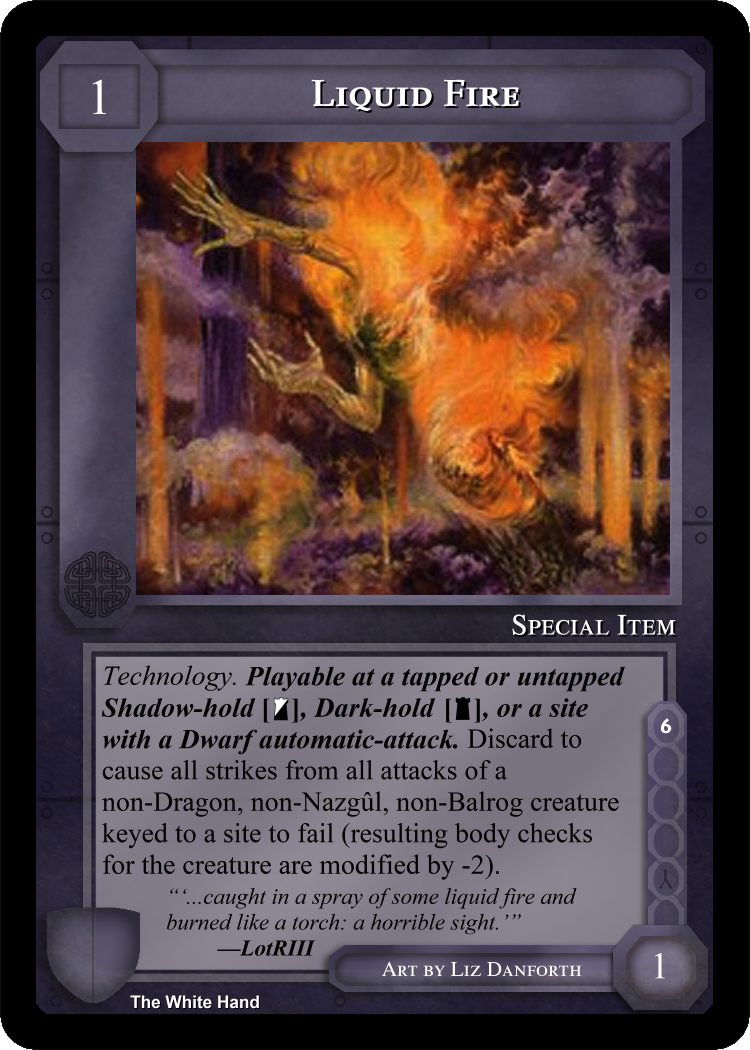 1
Liquid Fire
Special Item
Technology. Playable at a tapped or untapped
Shadow-hold [], Dark-hold [], or a site
with a Dwarf automatic-attack. Discard to
cause all strikes from all attacks of a
non-Dragon, non-Nazgûl, non-Balrog creature
keyed to a site to fail (resulting body checks
for the creature are modified by -2).
6
“‘...caught in a spray of some liquid fire and
burned like a torch: a horrible sight.’”
—LotRIII
Art by Liz Danforth
1
The White Hand